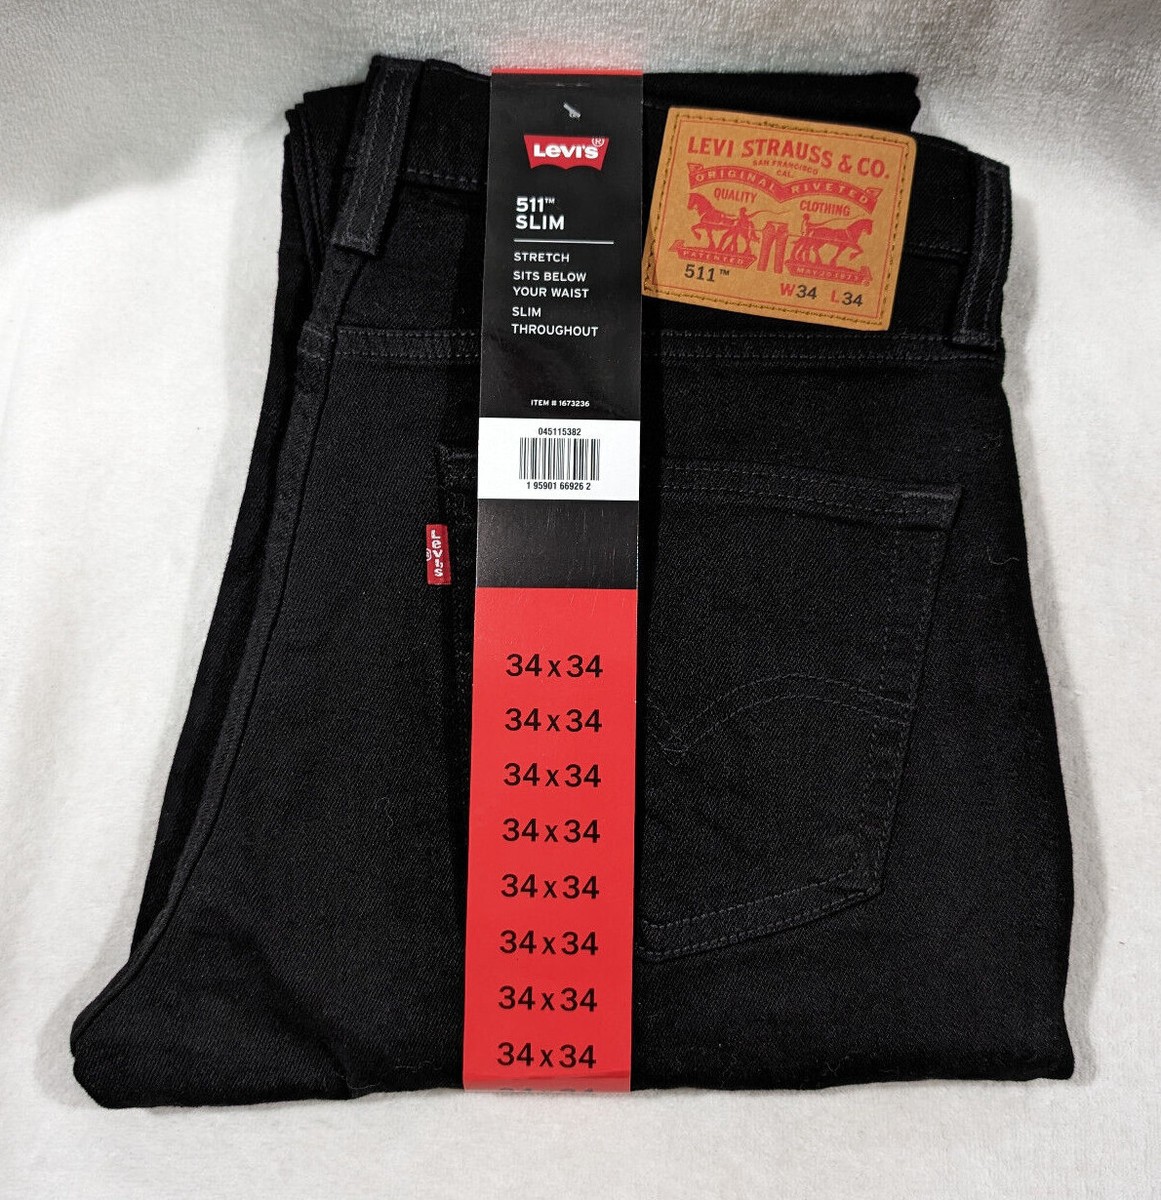 LEVI'S®
511™
SLIM
STRETCH
SITS BELOW
YOUR WAIST
SLIM
THROUGHOUT
ITEM # 1673236
045115382
1 95901 66926 2
34 x 34
34 x 34
34 x 34
34 x 34
34 x 34
34 x 34
34 x 34
34 x 34
LEVI STRAUSS & CO.
SAN FRANCISCO
CAL.
ORIGINAL RIVETED
QUALITY CLOTHING
PATENTED MAY 20 1873
511™
W34 L34
LEVI'S®